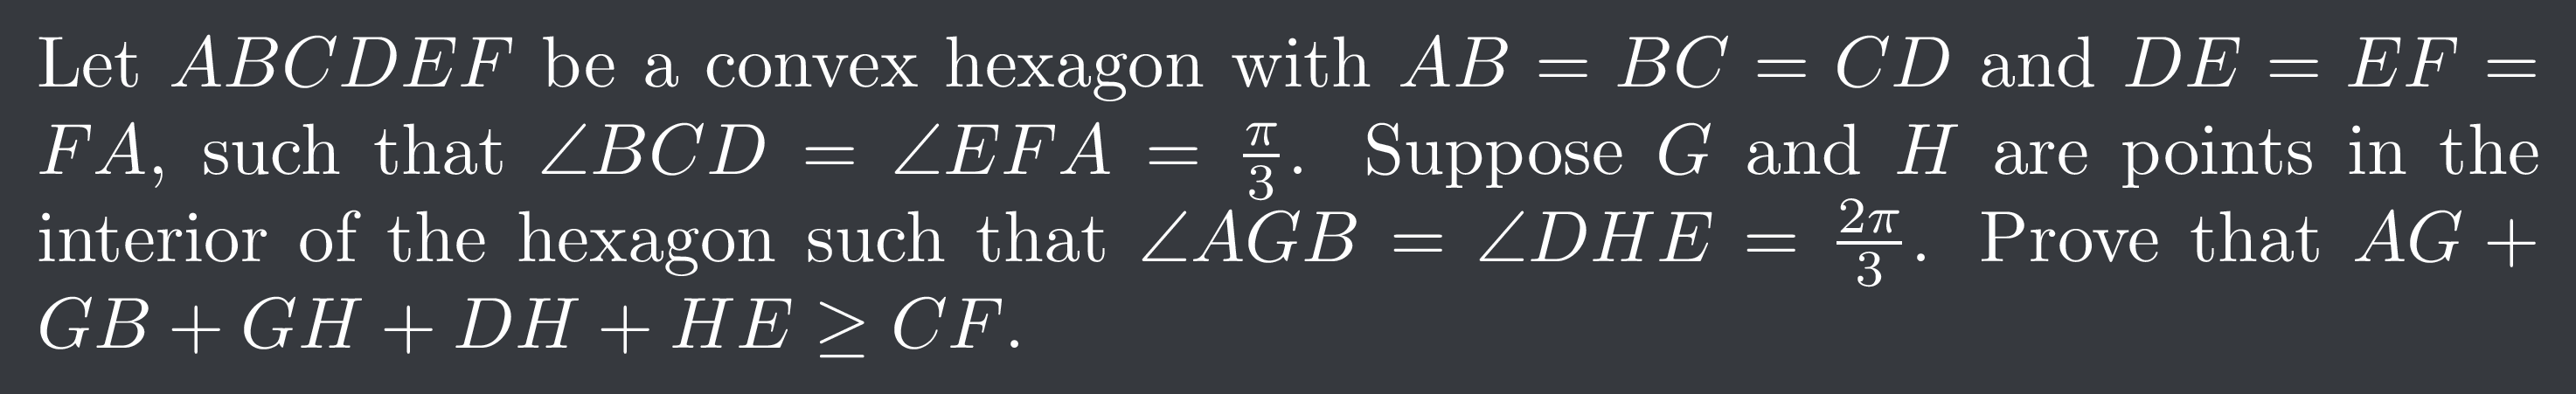 Let ABCDEF be a convex hexagon with AB = BC = CD and DE = EF =
FA, such that ∠BCD = ∠EFA = π/3. Suppose G and H are points in the
interior of the hexagon such that ∠AGB = ∠DHE = 2π/3. Prove that AG +
GB + GH + DH + HE ≥ CF.